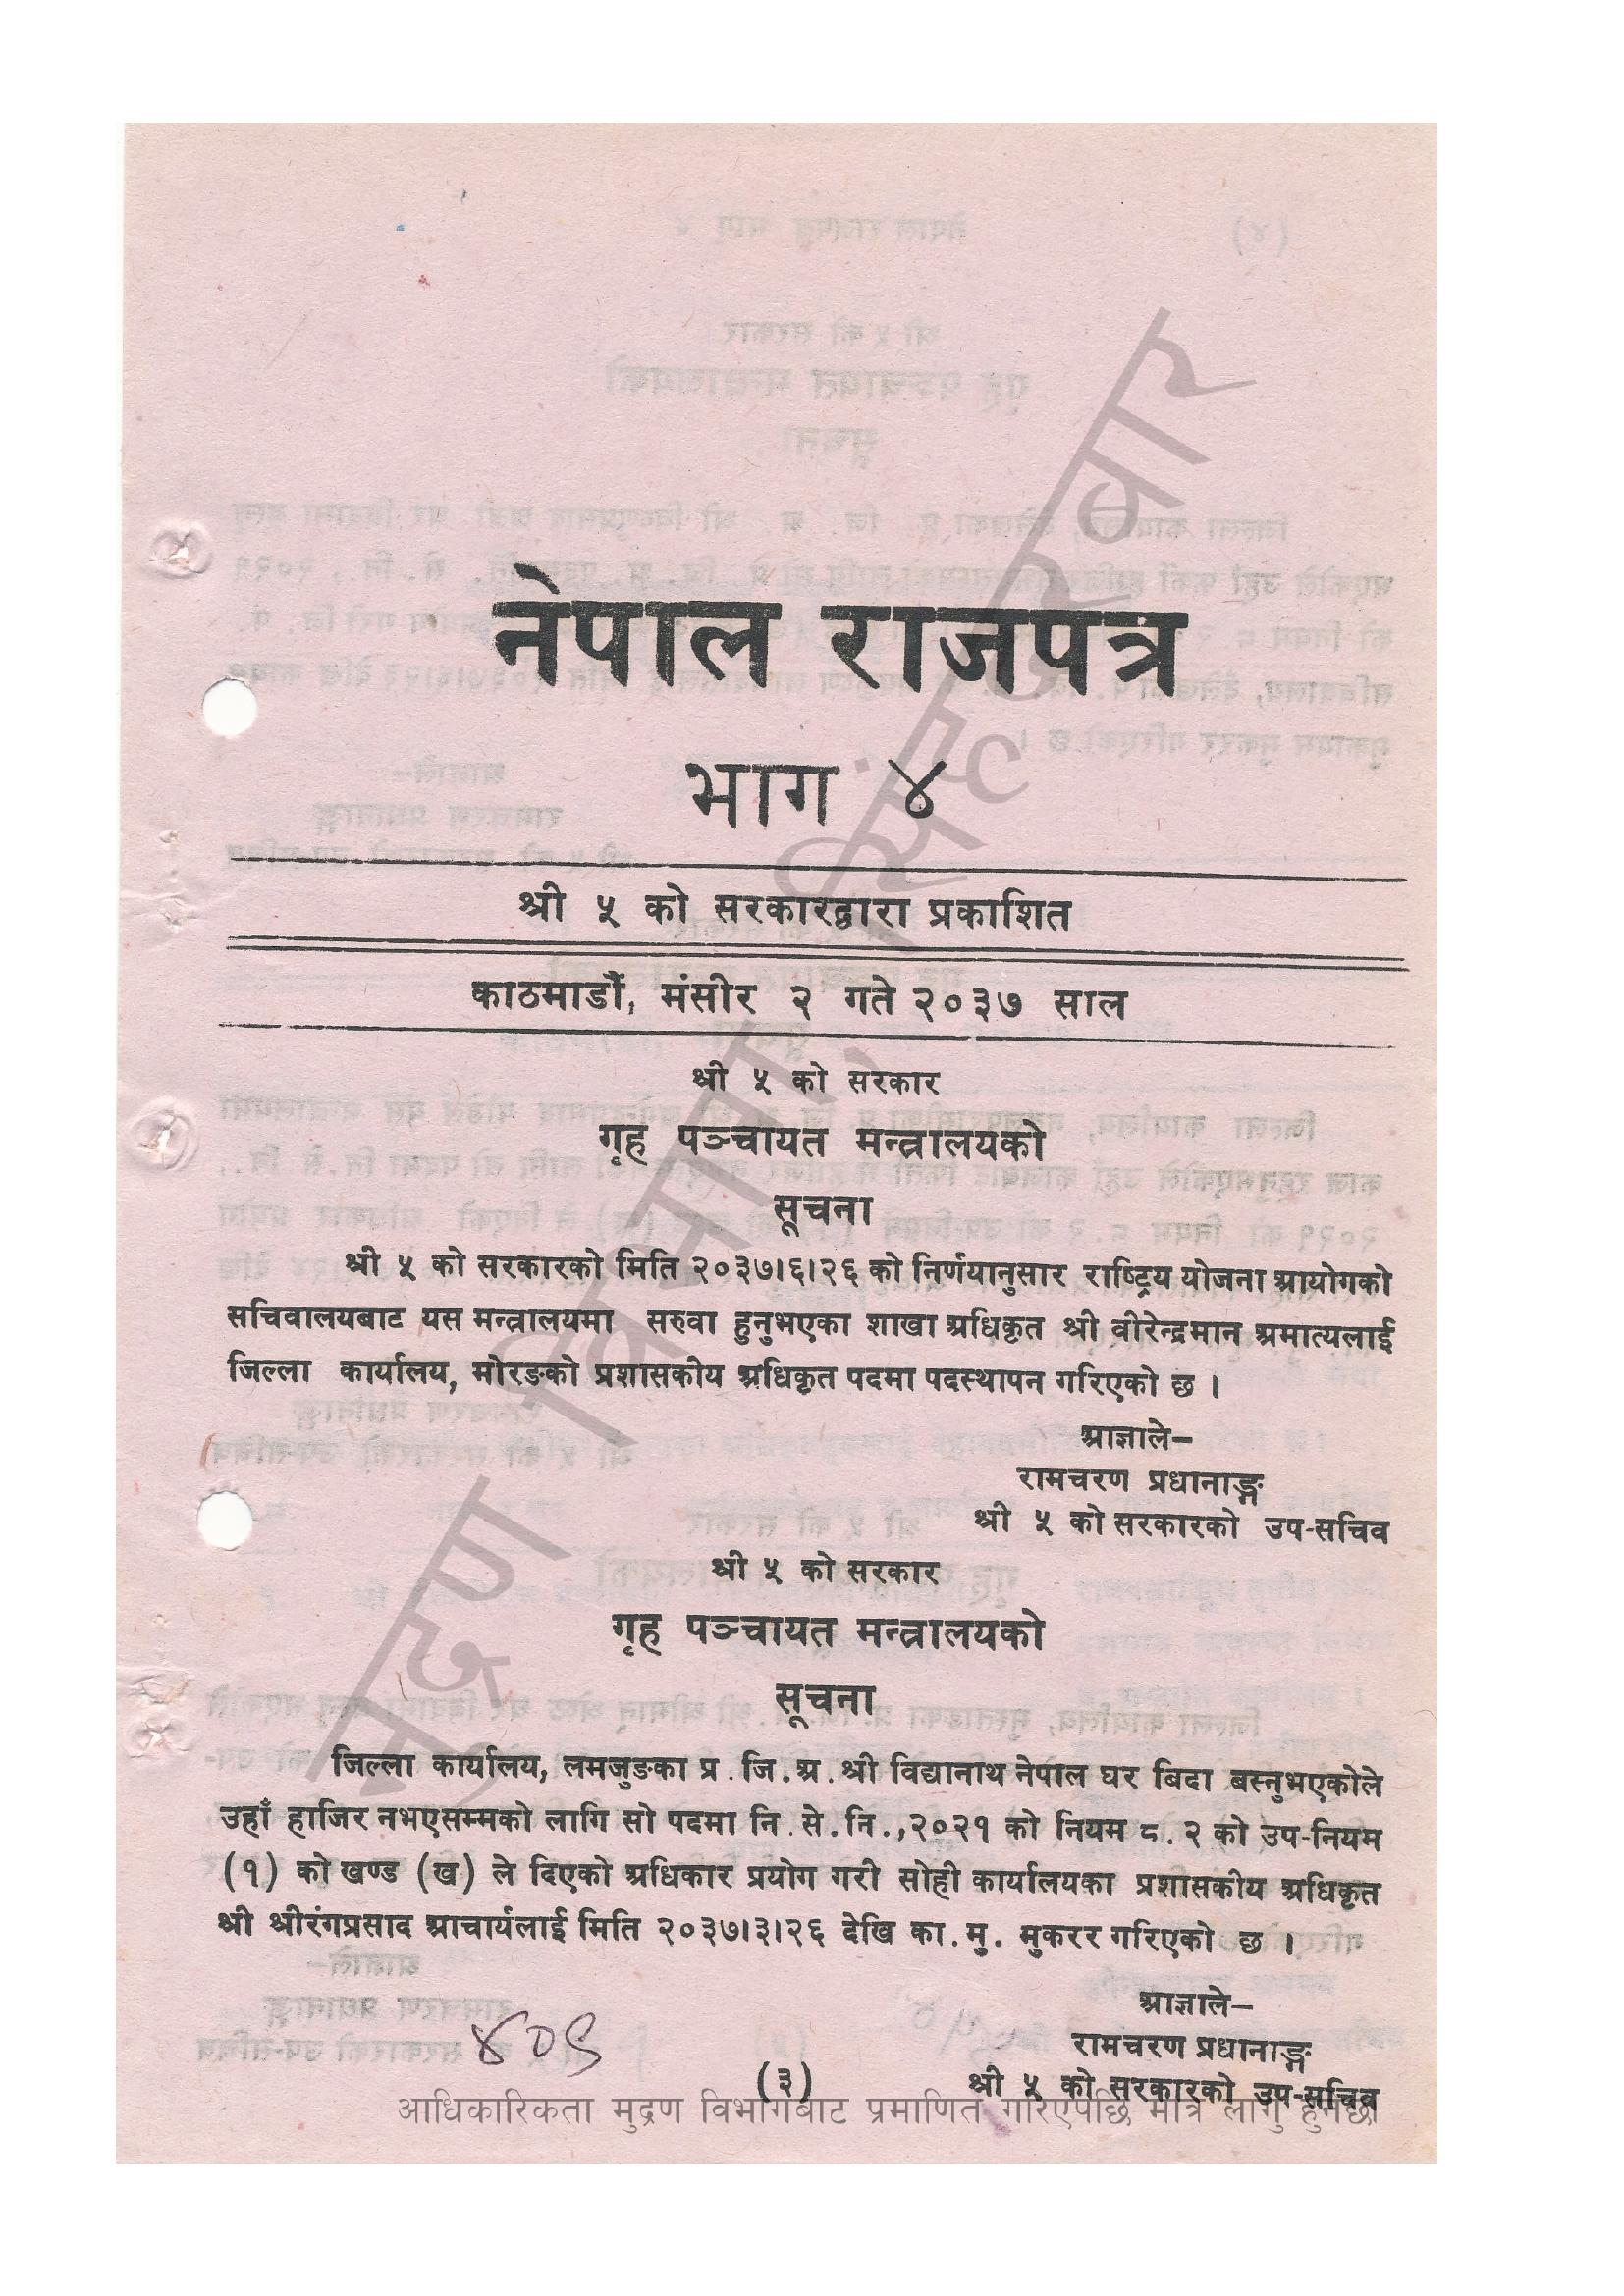 नेपाल राजपत्र
भाग ४
श्री ५ को सरकारद्वारा प्रकाशित
काठमाडौं, मंसीर २ गते २०३७ साल
श्री ५ को सरकार
गृह पञ्चायत मन्त्रालयको
सूचना
श्री ५ को सरकारको मिति २०३७।६।२६ को निर्णयानुसार राष्ट्रिय योजना आयोगको
सचिवालयबाट यस मन्त्रालयमा सरुवा हुनुभएका शाखा अधिकृत श्री वीरेन्द्रमान अमात्यलाई
जिल्ला कार्यालय, मोरङको प्रशासकीय अधिकृत पदमा पदस्थापन गरिएको छ ।
आज्ञाले–
रामचरण प्रधानाङ्ग
श्री ५ को सरकारको उप-सचिव
श्री ५ को सरकार
गृह पञ्चायत मन्त्रालयको
सूचना
जिल्ला कार्यालय, लमजुङका प्र. जि. अ. श्री विद्यानाथ नेपाल घर बिदा बस्नुभएकोले
उहाँ हाजिर नभएसम्मको लागि सो पदमा नि. से. नि., २०२१ को नियम ८.२ को उप-नियम
(१) को खण्ड (ख) ले दिएको अधिकार प्रयोग गरी सोही कार्यालयका प्रशासकीय अधिकृत
श्री श्रीरंगप्रसाद आचार्यलाई मिति २०३७।३।२६ देखि का. मु. मुकरर गरिएको छ ।
आज्ञाले–
रामचरण प्रधानाङ्ग
श्री ५ को सरकारको उप-सचिव
४०९
(३)
आधिकारिकता मुद्रण विभागबाट प्रमाणित गरिएपछि मात्र लागु हुनेछ।
मुद्रण विभाग, सिंहदरबार